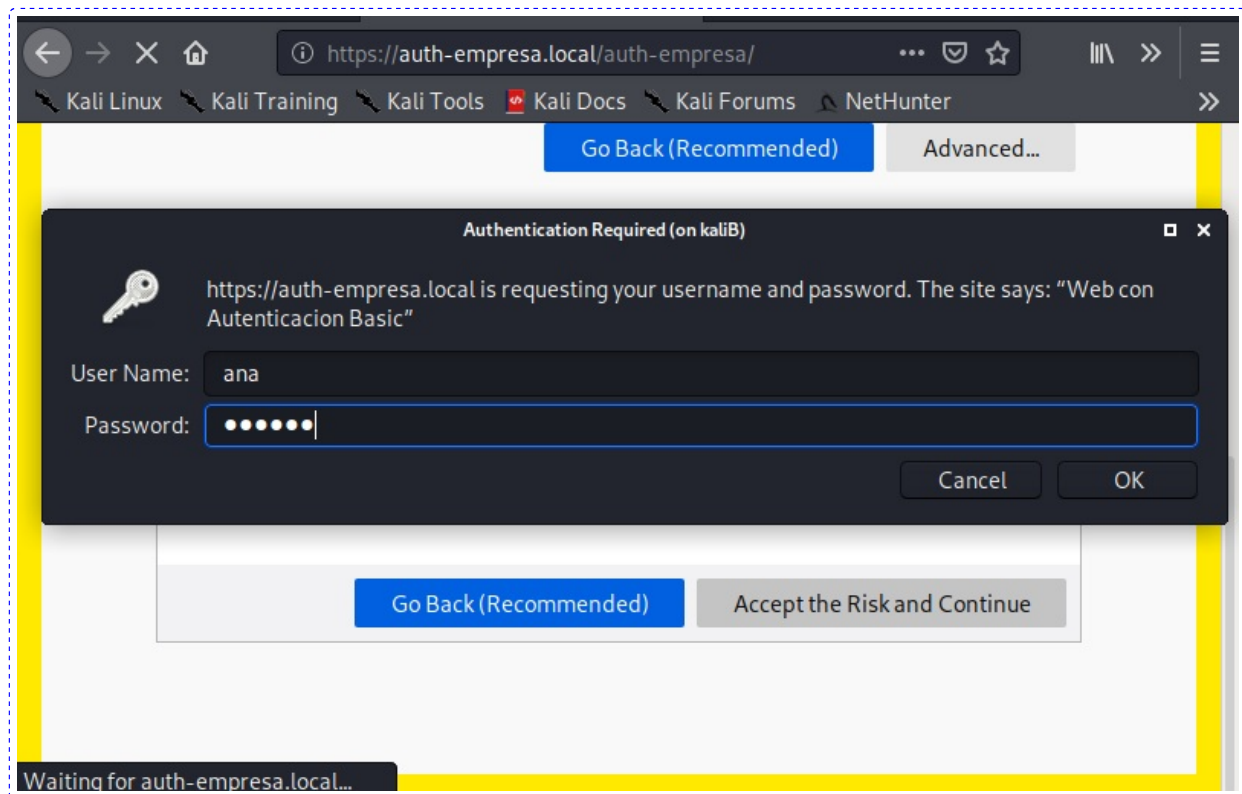 https://auth-empresa.local/auth-empresa/
Kali Linux Kali Training Kali Tools Kali Docs Kali Forums NetHunter
Go Back (Recommended) Advanced...
Authentication Required (on kaliB)
https://auth-empresa.local is requesting your username and password. The site says: “Web con
Autenticacion Basic”
User Name: ana
Password: ●●●●●●
Cancel OK
Go Back (Recommended) Accept the Risk and Continue
Waiting for auth-empresa.local...